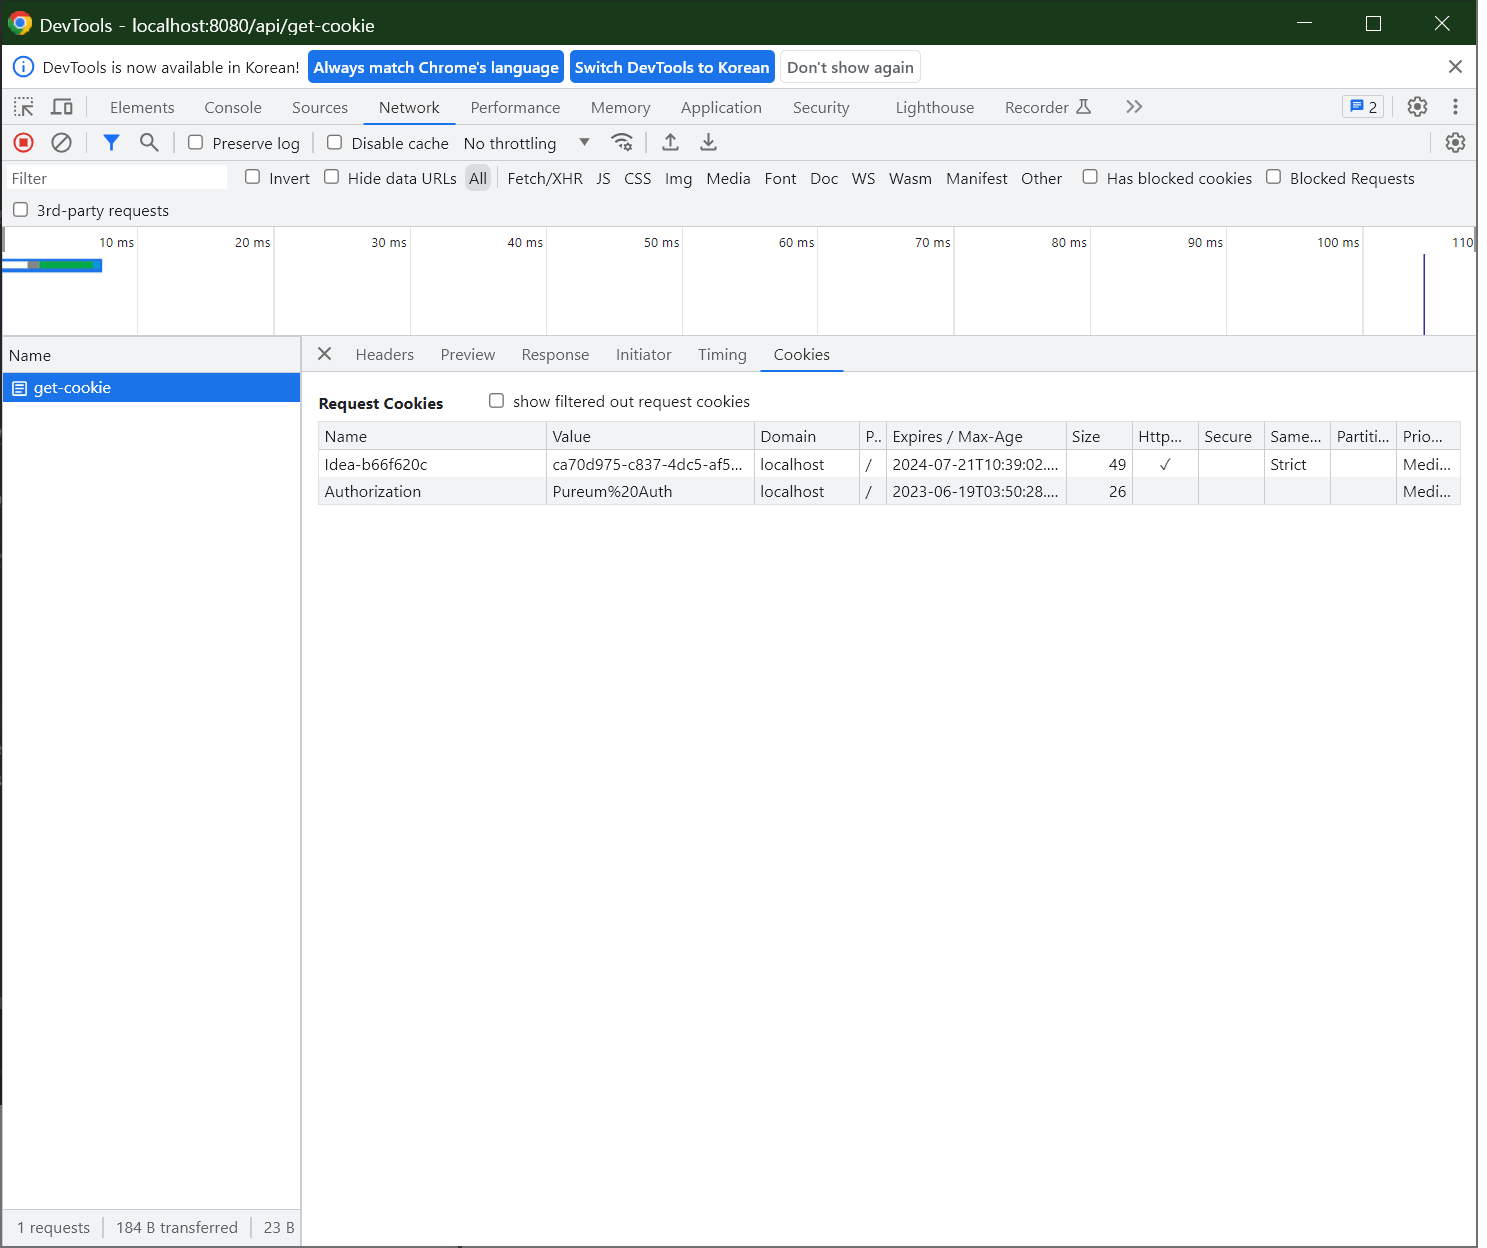 DevTools - localhost:8080/api/get-cookie
DevTools is now available in Korean! Always match Chrome's language Switch DevTools to Korean Don't show again
Elements Console Sources Network Performance Memory Application Security Lighthouse Recorder 2
Preserve log Disable cache No throttling
Filter Invert Hide data URLs All Fetch/XHR JS CSS Img Media Font Doc WS Wasm Manifest Other Has blocked cookies Blocked Requests
3rd-party requests
10 ms 20 ms 30 ms 40 ms 50 ms 60 ms 70 ms 80 ms 90 ms 100 ms 110
Name Headers Preview Response Initiator Timing Cookies
get-cookie
Request Cookies show filtered out request cookies
Name Value Domain P.. Expires / Max-Age Size Http... Secure Same... Partiti... Prio...
Idea-b66f620c ca70d975-c837-4dc5-af5... localhost / 2024-07-21T10:39:02.... 49 ✓ Strict Medi...
Authorization Pureum%20Auth localhost / 2023-06-19T03:50:28.... 26 Medi...
1 requests 184 B transferred 23 B